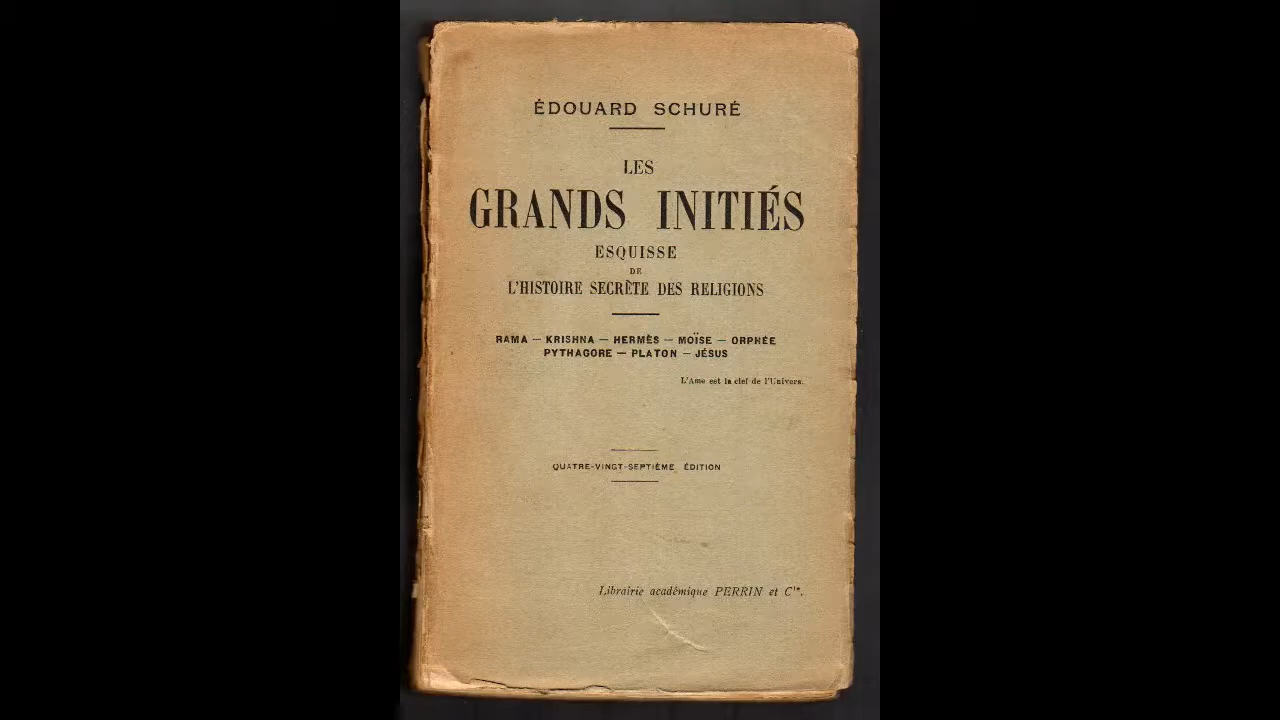 ÉDOUARD SCHURÉ
LES
GRANDS INITIÉS
ESQUISSE
DE
L'HISTOIRE SECRÈTE DES RELIGIONS
RAMA — KRISHNA — HERMÈS — MOÏSE — ORPHÉE
PYTHAGORE — PLATON — JÉSUS
L'Ame est la clef de l'Univers.
QUATRE-VINGT-SEPTIÈME ÉDITION
Librairie académique PERRIN et Cie.